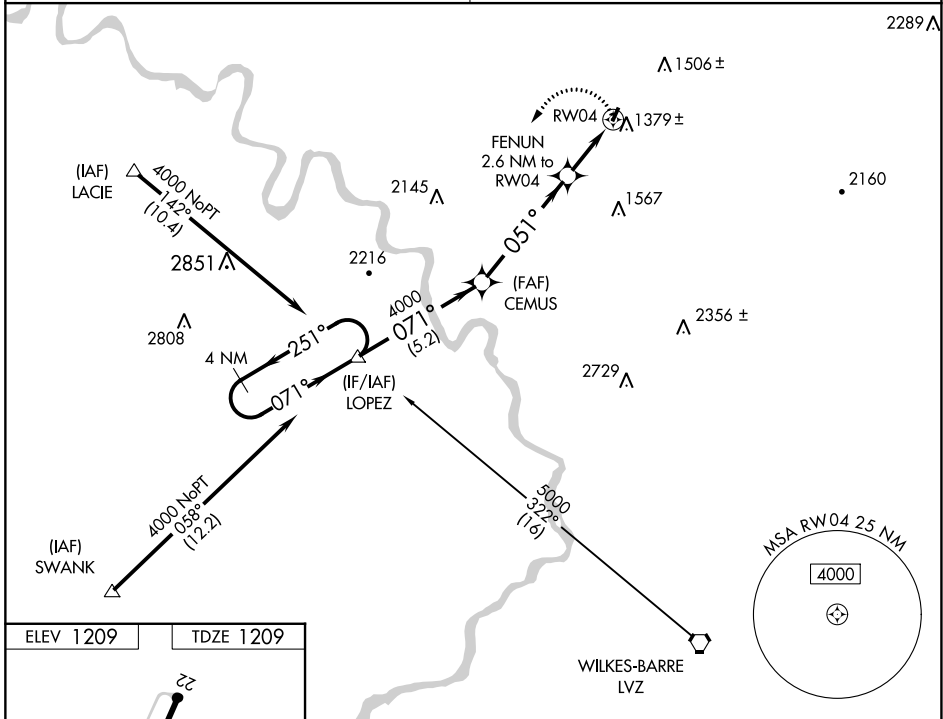 2289
1506 ±
RW04
1379 ±
FENUN
2.6 NM to
RW04
(IAF)
LACIE
4000 NoPT
142°
(10.4)
2145
1567
2160
051°
2851
2216
(FAF)
CEMUS
4000
071°
(5.2)
2808
4 NM
251°
071°
(IF/IAF)
LOPEZ
2356 ±
2729
4000 NoPT
058°
(12.2)
5000
322°
(16)
(IAF)
SWANK
MSA RW04 25 NM
4000
ELEV 1209
TDZE 1209
WILKES-BARRE
LVZ
22